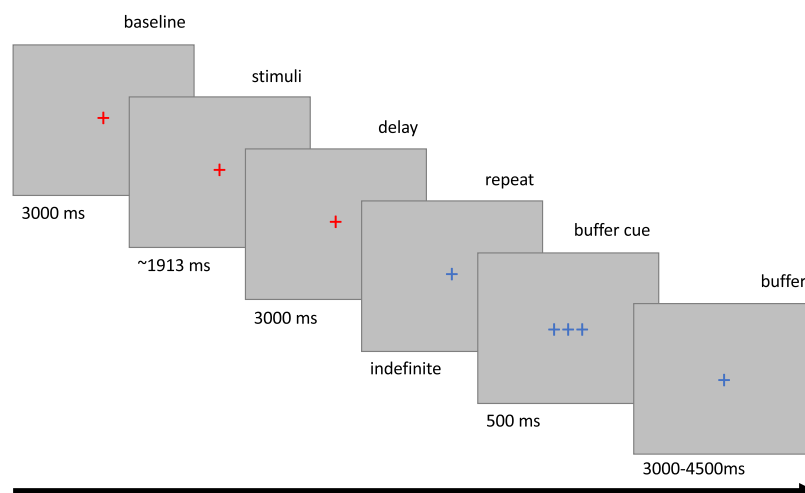 baseline
3000 ms
stimuli
~1913 ms
delay
3000 ms
repeat
indefinite
buffer cue
500 ms
buffer
3000-4500ms